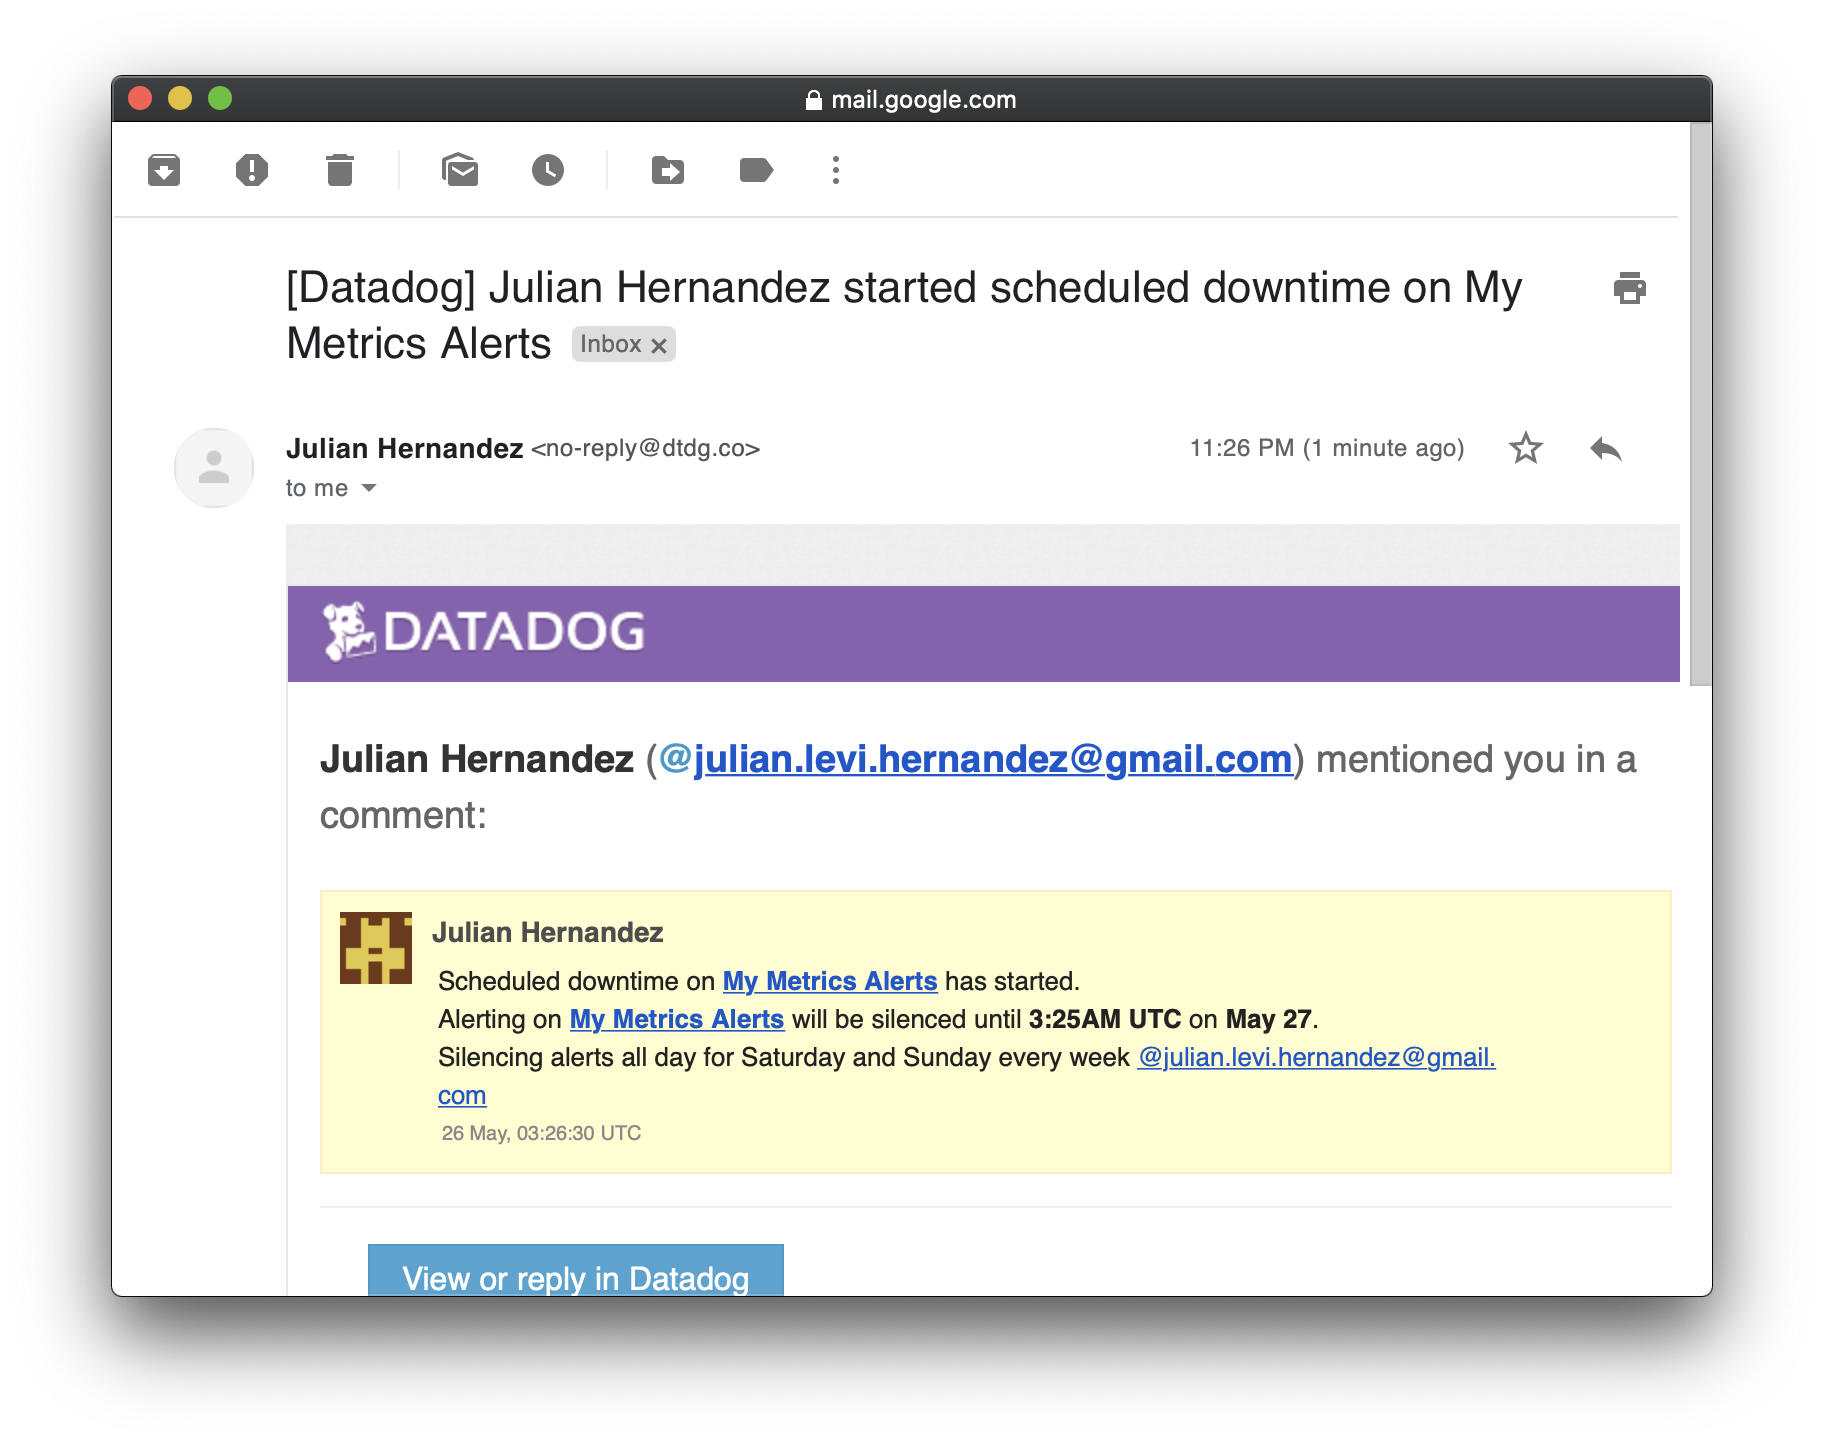 mail.google.com
[Datadog] Julian Hernandez started scheduled downtime on My
Metrics Alerts Inbox x
Julian Hernandez <no-reply@dtdg.co> 11:26 PM (1 minute ago)
to me
DATADOG
Julian Hernandez (@julian.levi.hernandez@gmail.com) mentioned you in a
comment:
Julian Hernandez
Scheduled downtime on My Metrics Alerts has started.
Alerting on My Metrics Alerts will be silenced until 3:25AM UTC on May 27.
Silencing alerts all day for Saturday and Sunday every week @julian.levi.hernandez@gmail.
com
26 May, 03:26:30 UTC
View or reply in Datadog